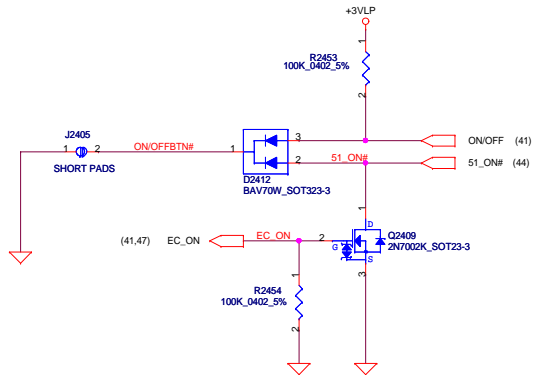 +3VLP
1
R2453
100K_0402_5%
2
J2405
1 2
ON/OFFBTN#
1
3
ON/OFF (41)
SHORT PADS
2
51_ON#
51_ON# (44)
D2412
BAV70W_SOT323-3
1
D
(41,47) EC_ON
EC_ON
2
G
Q2409
2N7002K_SOT23-3
S
3
1
R2454
100K_0402_5%
2